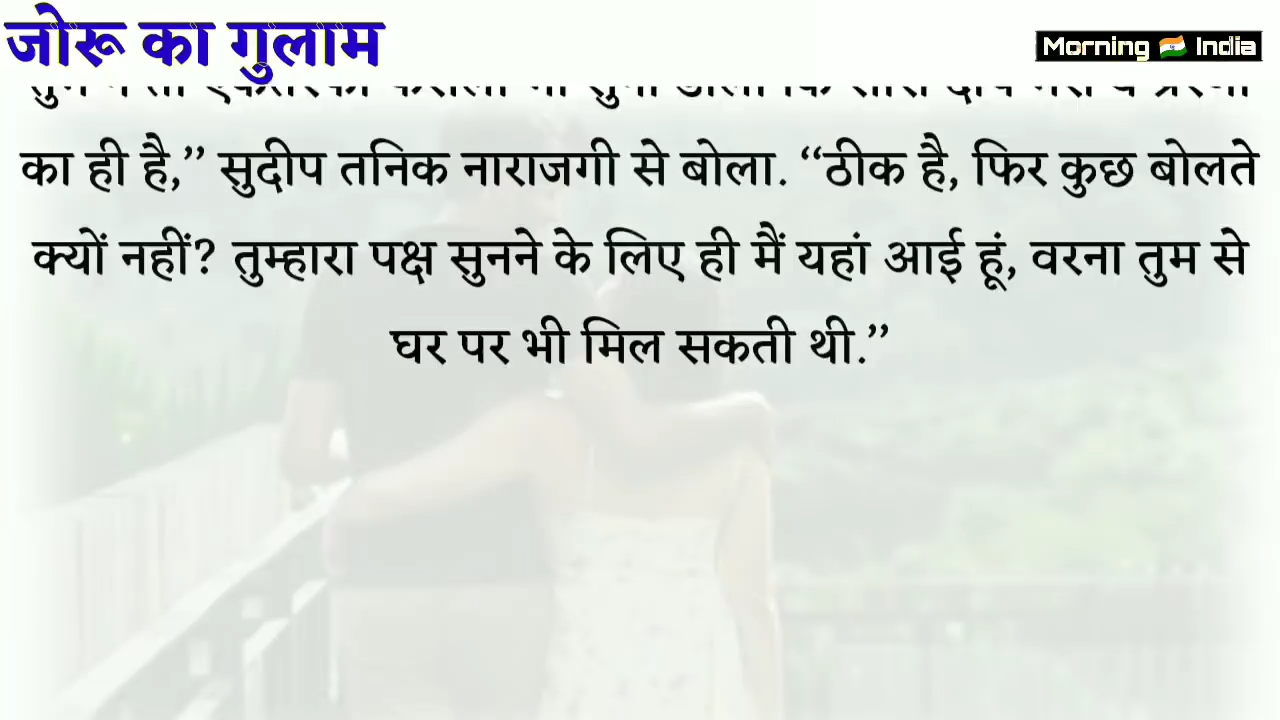 जोरू का गुलाम
Morning India
का ही है,’’ सुदीप तनिक नाराजगी से बोला. ‘‘ठीक है, फिर कुछ बोलते
क्यों नहीं? तुम्हारा पक्ष सुनने के लिए ही मैं यहां आई हूं, वरना तुम से
घर पर भी मिल सकती थी.’’